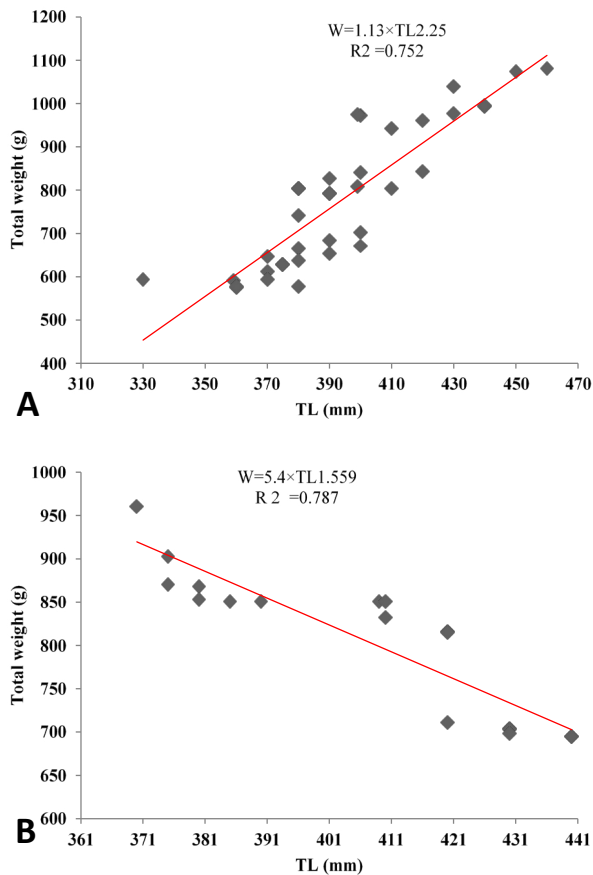 W=1.13×TL2.25
R2 =0.752
1200
1100
1000
900
800
700
600
500
400
Total weight (g)
310 330 350 370 390 410 430 450 470
TL (mm)
A
W=5.4×TL1.559
R 2 =0.787
1000
950
900
850
800
750
700
650
600
Total weight (g)
361 371 381 391 401 411 421 431 441
TL (mm)
B